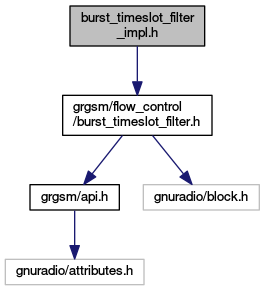 burst_timeslot_filter
_impl.h
grgsm/flow_control
/burst_timeslot_filter.h
grgsm/api.h
gnuradio/block.h
gnuradio/attributes.h